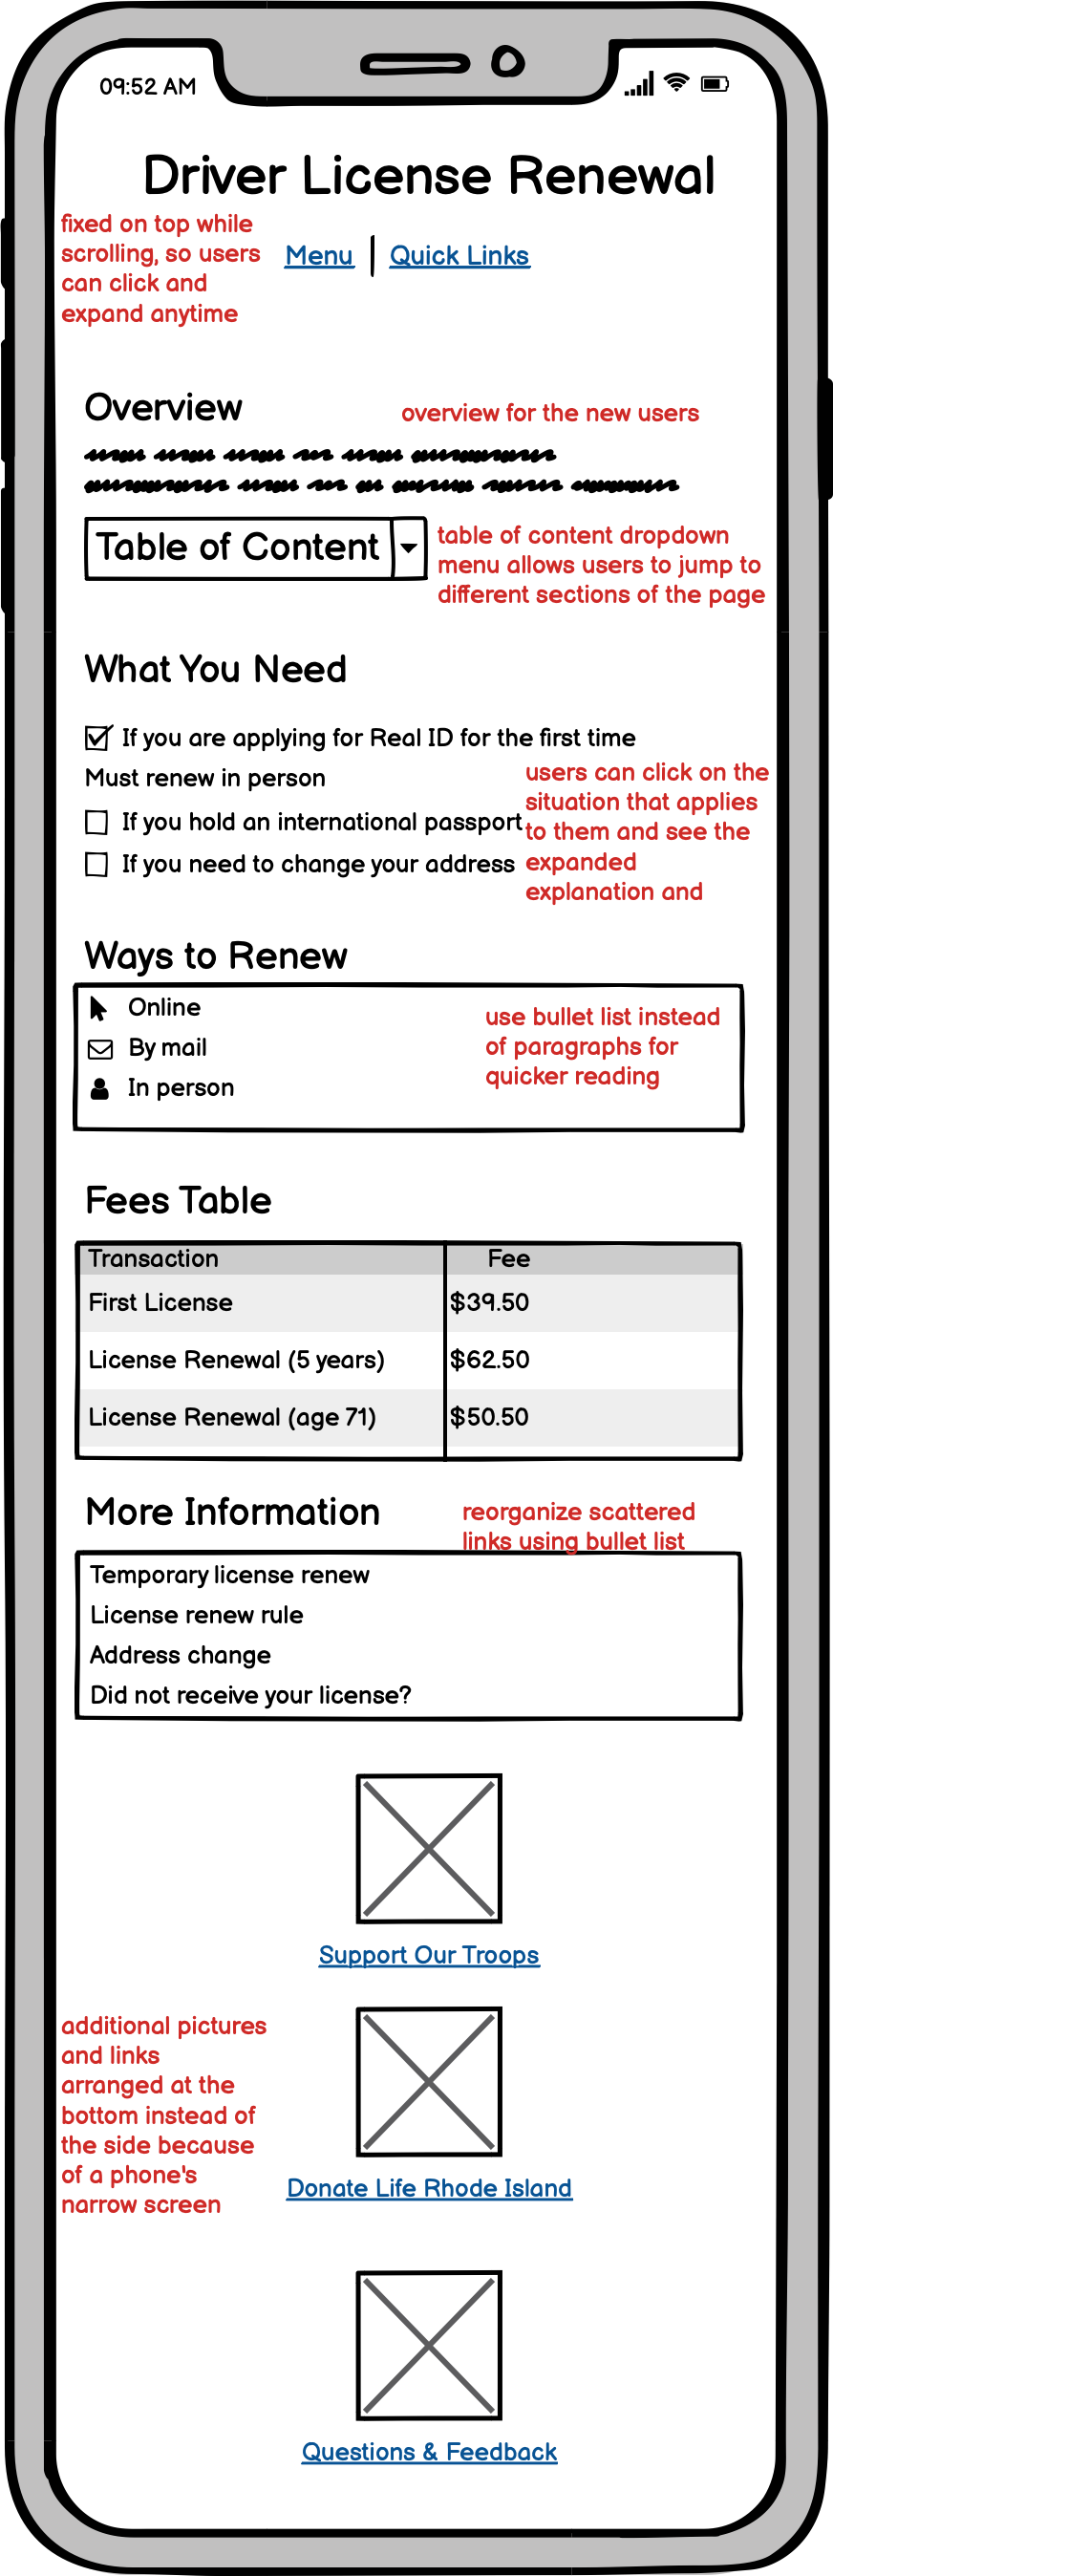 09:52 AM
Driver License Renewal
fixed on top while
scrolling, so users
can click and
expand anytime
Menu | Quick Links
Overview
overview for the new users
Table of Content
table of content dropdown
menu allows users to jump to
different sections of the page
What You Need
If you are applying for Real ID for the first time
Must renew in person
If you hold an international passport
If you need to change your address
users can click on the
situation that applies
to them and see the
expanded
explanation and
Ways to Renew
Online
By mail
In person
use bullet list instead
of paragraphs for
quicker reading
Fees Table
Transaction Fee
First License $39.50
License Renewal (5 years) $62.50
License Renewal (age 71) $50.50
More Information
reorganize scattered
links using bullet list
Temporary license renew
License renew rule
Address change
Did not receive your license?
Support Our Troops
additional pictures
and links
arranged at the
bottom instead of
the side because
of a phone's
narrow screen
Donate Life Rhode Island
Questions & Feedback